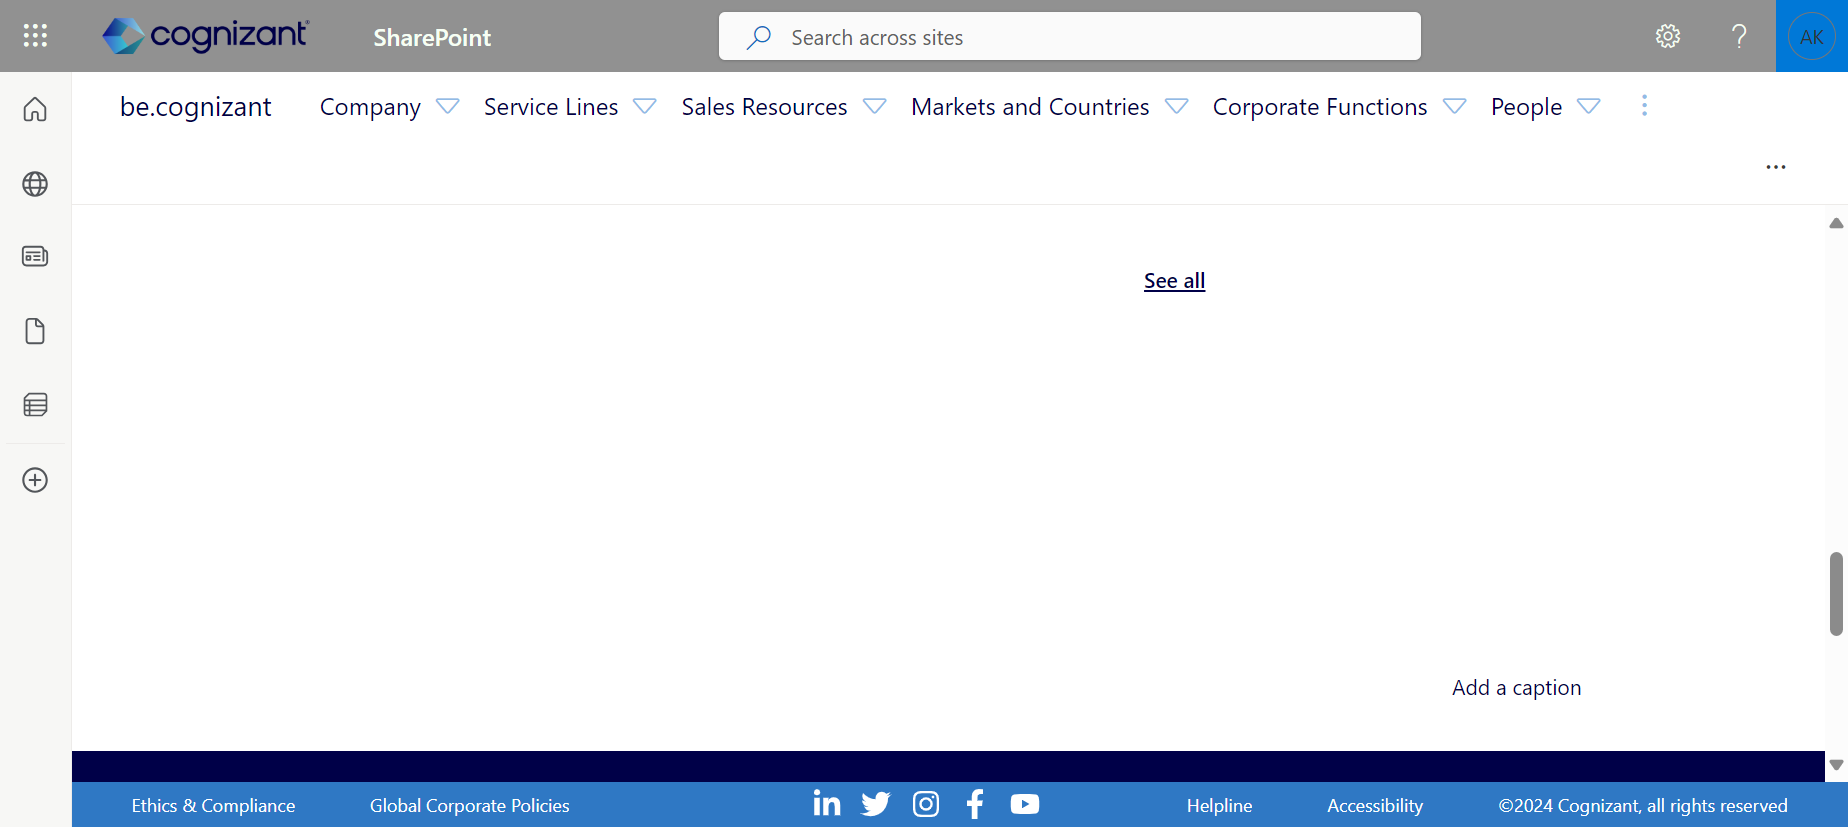 cognizant
SharePoint
Search across sites
AK
be.cognizant
Company
Service Lines
Sales Resources
Markets and Countries
Corporate Functions
People
See all
Add a caption
Ethics & Compliance
Global Corporate Policies
Helpline
Accessibility
©2024 Cognizant, all rights reserved